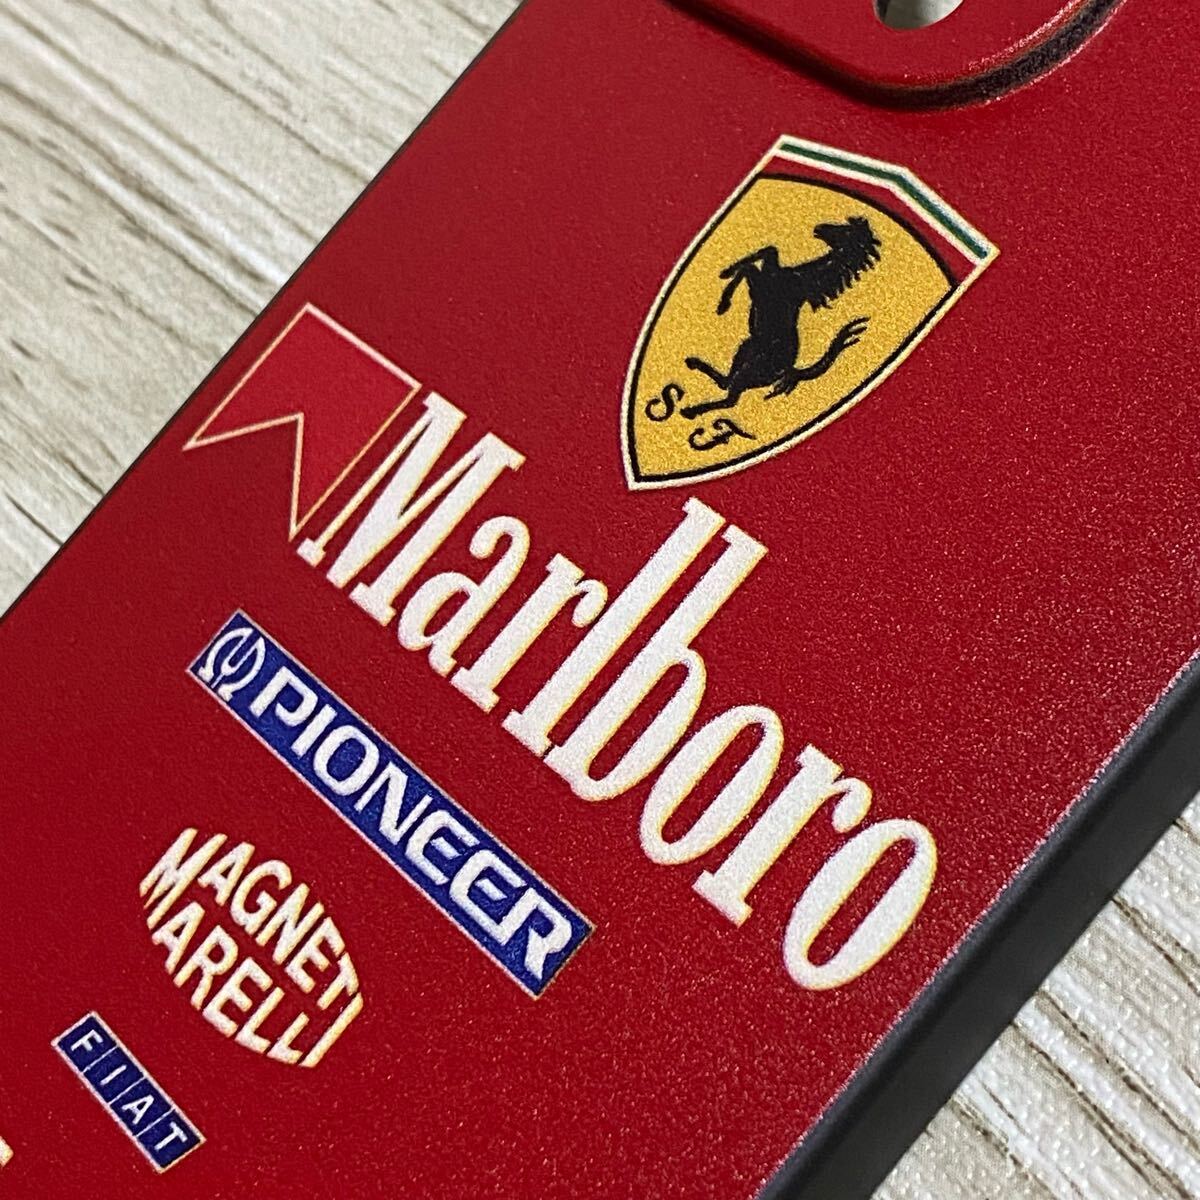 S F
Marlboro
PIONEER
MAGNETI
MARELLI
FIAT